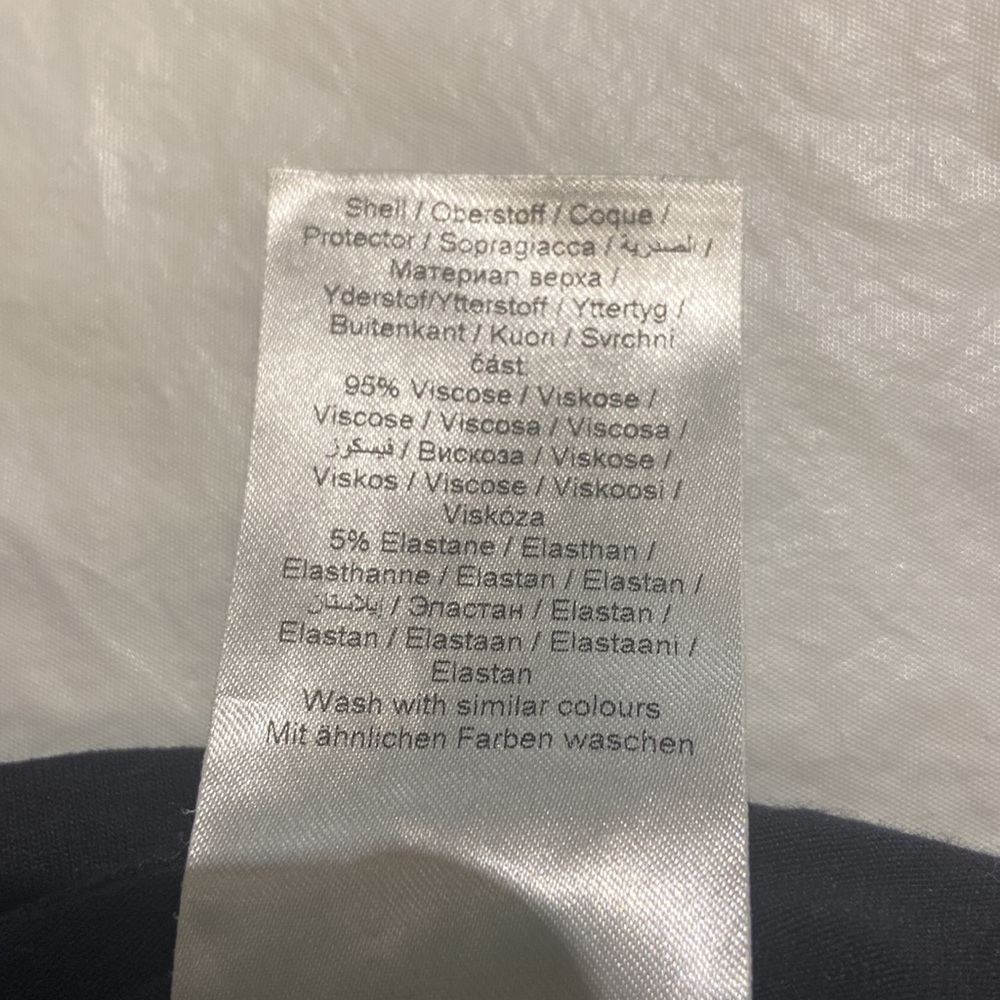 Shell / Oberstoff / Coque /
Protector / Sopragiacca / الصدرية /
Материал верха /
Yderstof/Ytterstoff / Yttertyg /
Buitenkant / Kuori / Svrchni
část
95% Viscose / Viskose /
Viscose / Viscosa / Viscosa /
فيسكوز / Вискоза / Viskose /
Viskos / Viscose / Viskoosi /
Viskóza
5% Elastane / Elasthan /
Elasthanne / Elastan / Elastan /
إيلاستان / Эластан / Elastan /
Elastan / Elastaan / Elastaani /
Elastan
Wash with similar colours
Mit ähnlichen Farben waschen